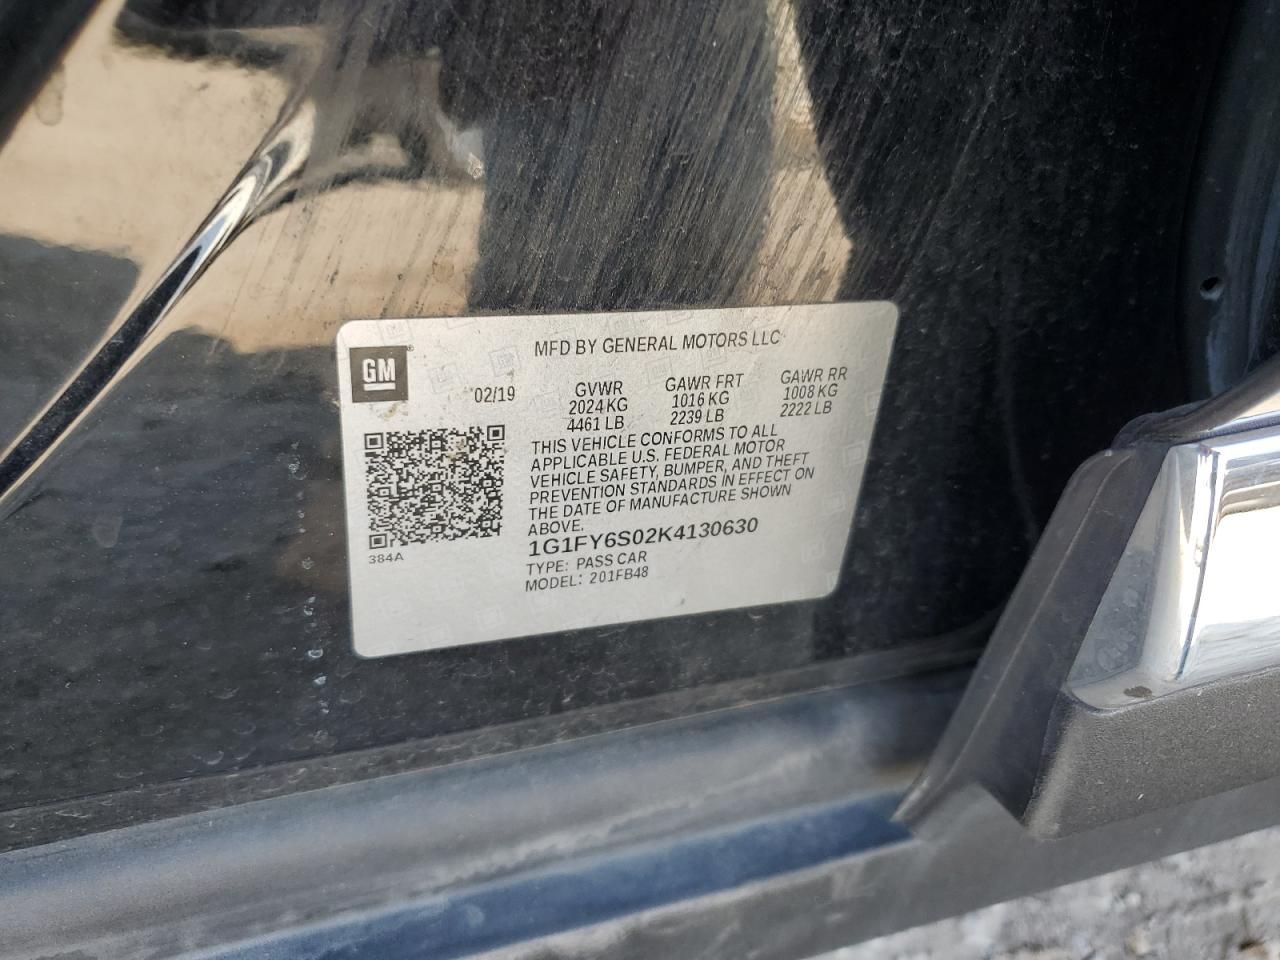 MFD BY GENERAL MOTORS LLC
GM
02/19
GVWR
2024 KG
4461 LB
GAWR FRT
1016 KG
2239 LB
GAWR RR
1008 KG
2222 LB
THIS VEHICLE CONFORMS TO ALL
APPLICABLE U.S. FEDERAL MOTOR
VEHICLE SAFETY, BUMPER, AND THEFT
PREVENTION STANDARDS IN EFFECT ON
THE DATE OF MANUFACTURE SHOWN
ABOVE.
384A
1G1FY6S02K4130630
TYPE: PASS CAR
MODEL: 201FB48